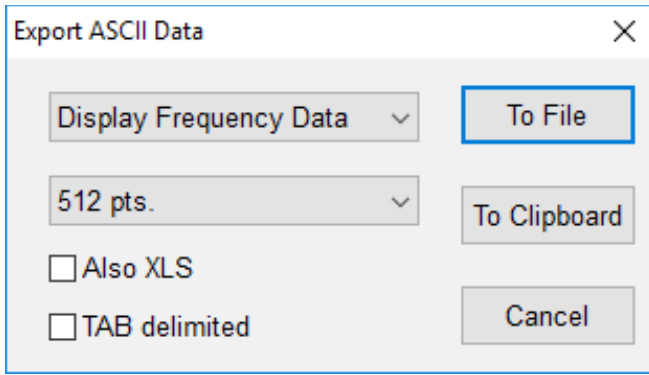 Export ASCII Data
Display Frequency Data
To File
512 pts.
To Clipboard
Also XLS
TAB delimited
Cancel